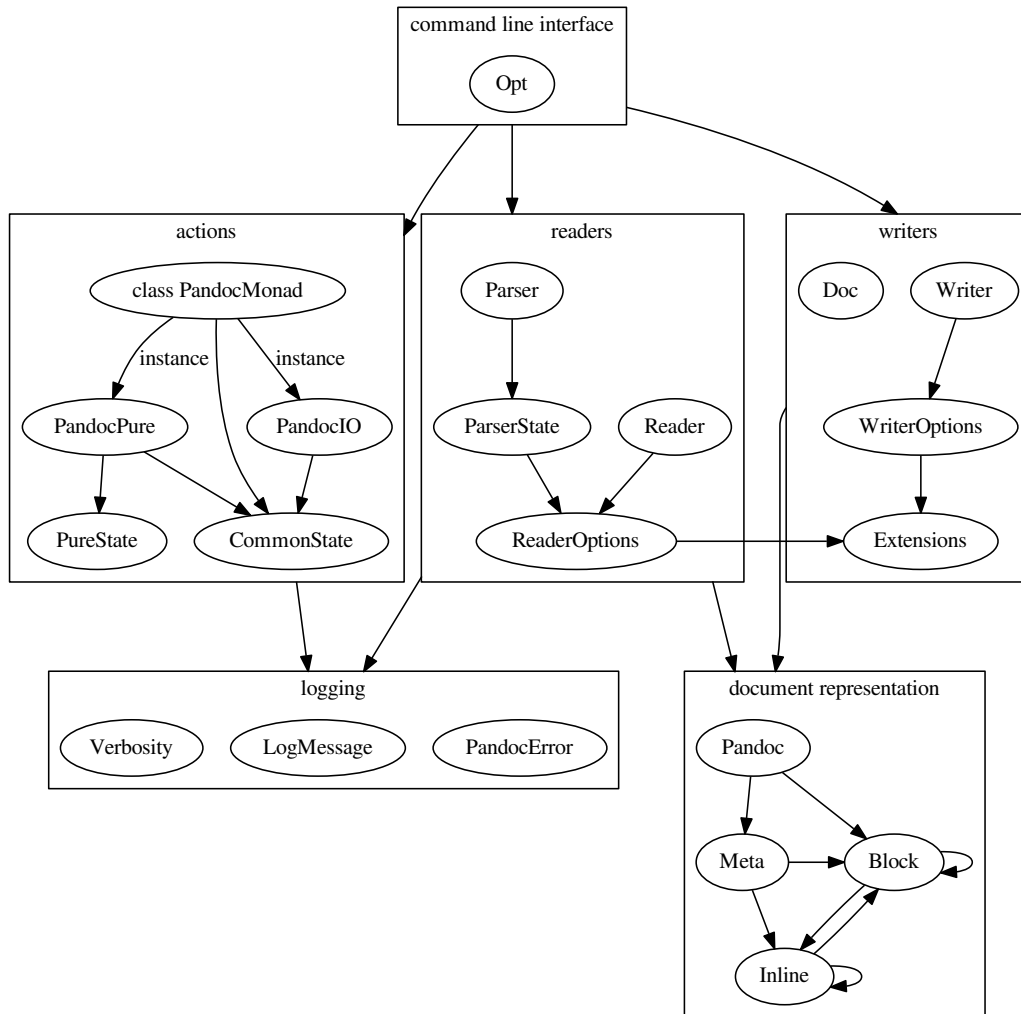 command line interface
Opt
actions
class PandocMonad
instance
instance
PandocPure
PandocIO
PureState
CommonState
readers
Parser
ParserState
Reader
ReaderOptions
writers
Doc
Writer
WriterOptions
Extensions
logging
Verbosity
LogMessage
PandocError
document representation
Pandoc
Meta
Block
Inline